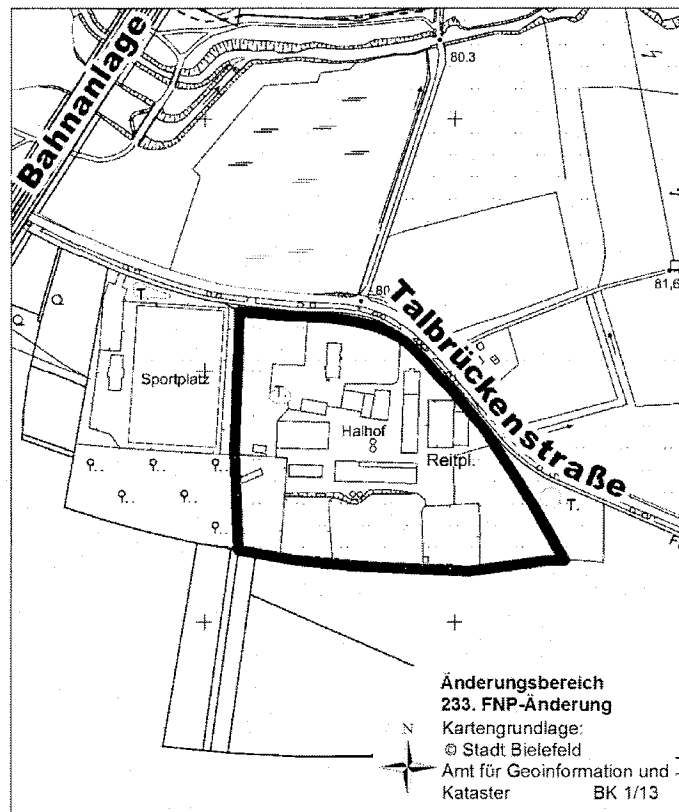 80.3
Bahnanlage
80
81,6
T.
Talbrückenstraße
Sportplatz
T.
Halhof
Reitpl.
T.
T..
T..
T..
T..
T..
T..
Änderungsbereich
233. FNP-Änderung
N
Kartengrundlage:
© Stadt Bielefeld
Amt für Geoinformation und
Kataster BK 1/13